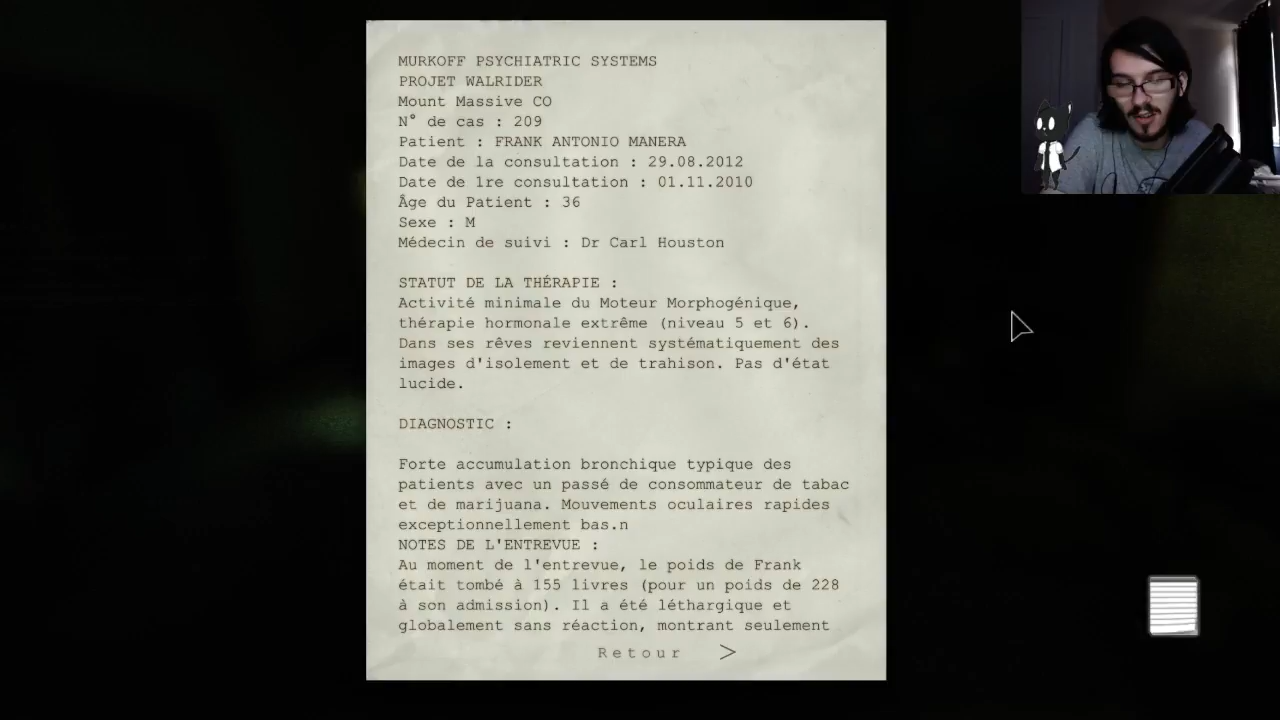 MURKOFF PSYCHIATRIC SYSTEMS
PROJET WALRIDER
Mount Massive CO
N° de cas : 209
Patient : FRANK ANTONIO MANERA
Date de la consultation : 29.08.2012
Date de 1re consultation : 01.11.2010
Âge du Patient : 36
Sexe : M
Médecin de suivi : Dr Carl Houston
STATUT DE LA THÉRAPIE :
Activité minimale du Moteur Morphogénique,
thérapie hormonale extrême (niveau 5 et 6).
Dans ses rêves reviennent systématiquement des
images d'isolement et de trahison. Pas d'état
lucide.
DIAGNOSTIC :
Forte accumulation bronchique typique des
patients avec un passé de consommateur de tabac
et de marijuana. Mouvements oculaires rapides
exceptionnellement bas.n
NOTES DE L'ENTREVUE :
Au moment de l'entrevue, le poids de Frank
était tombé à 155 livres (pour un poids de 228
à son admission). Il a été léthargique et
globalement sans réaction, montrant seulement
Retour >